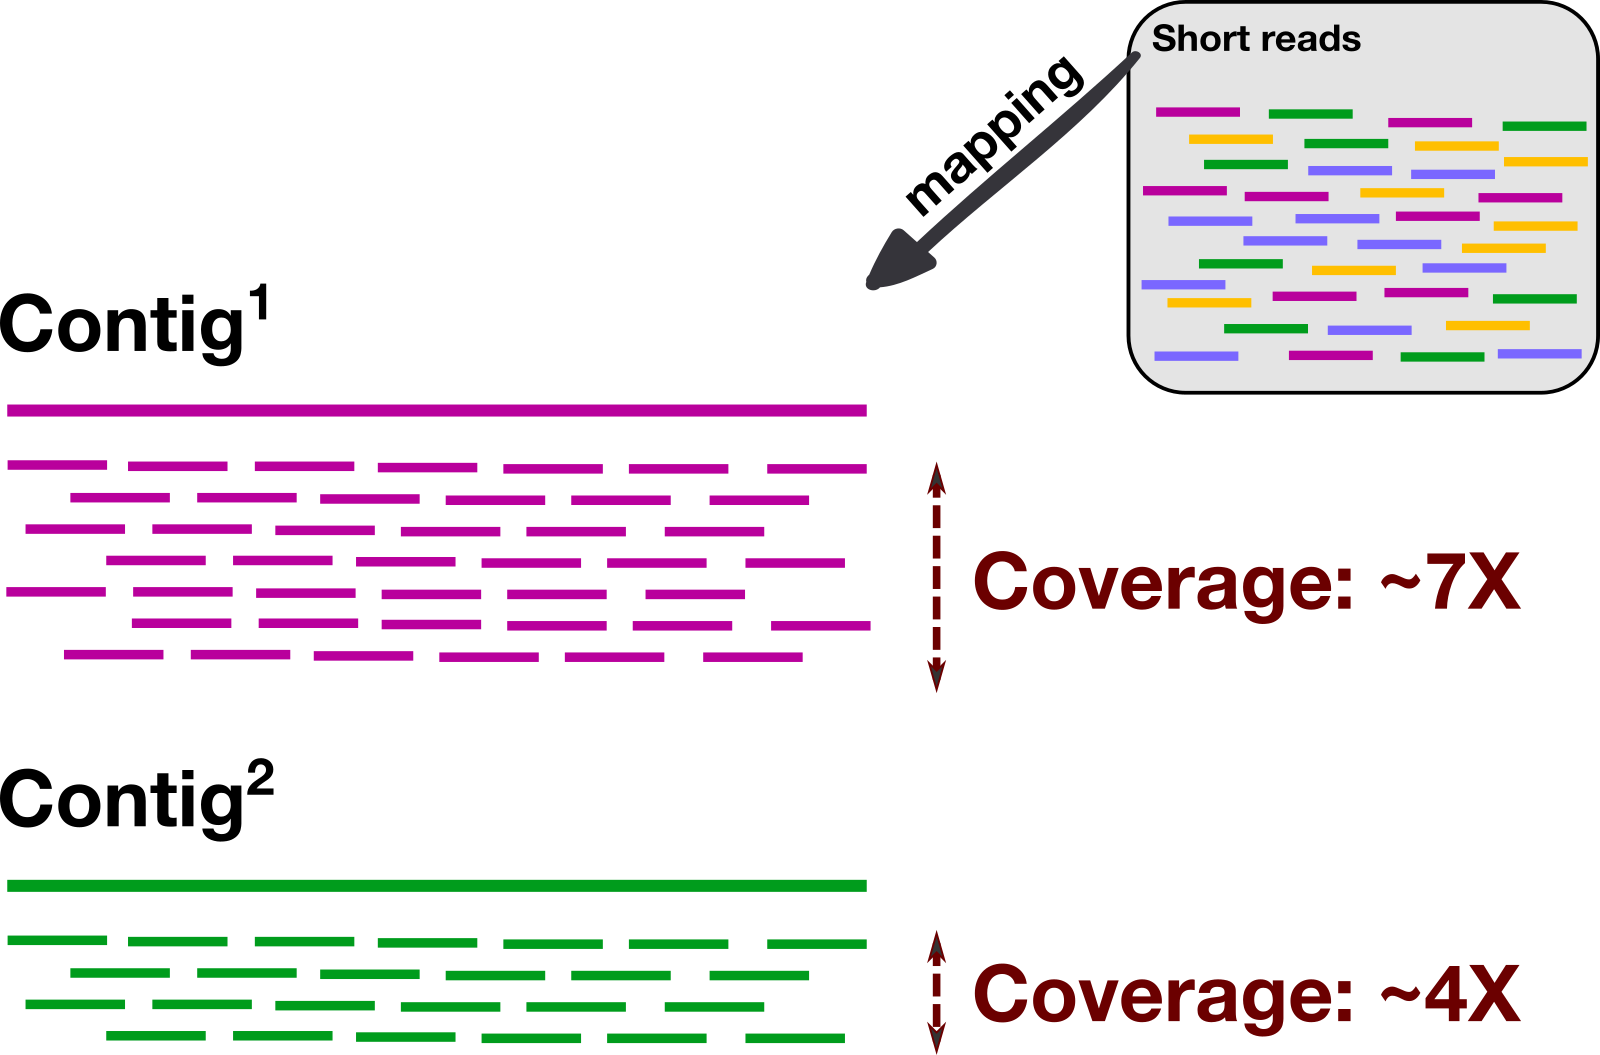 Short reads
mapping
Contig¹
Coverage: ~7X
Contig²
Coverage: ~4X